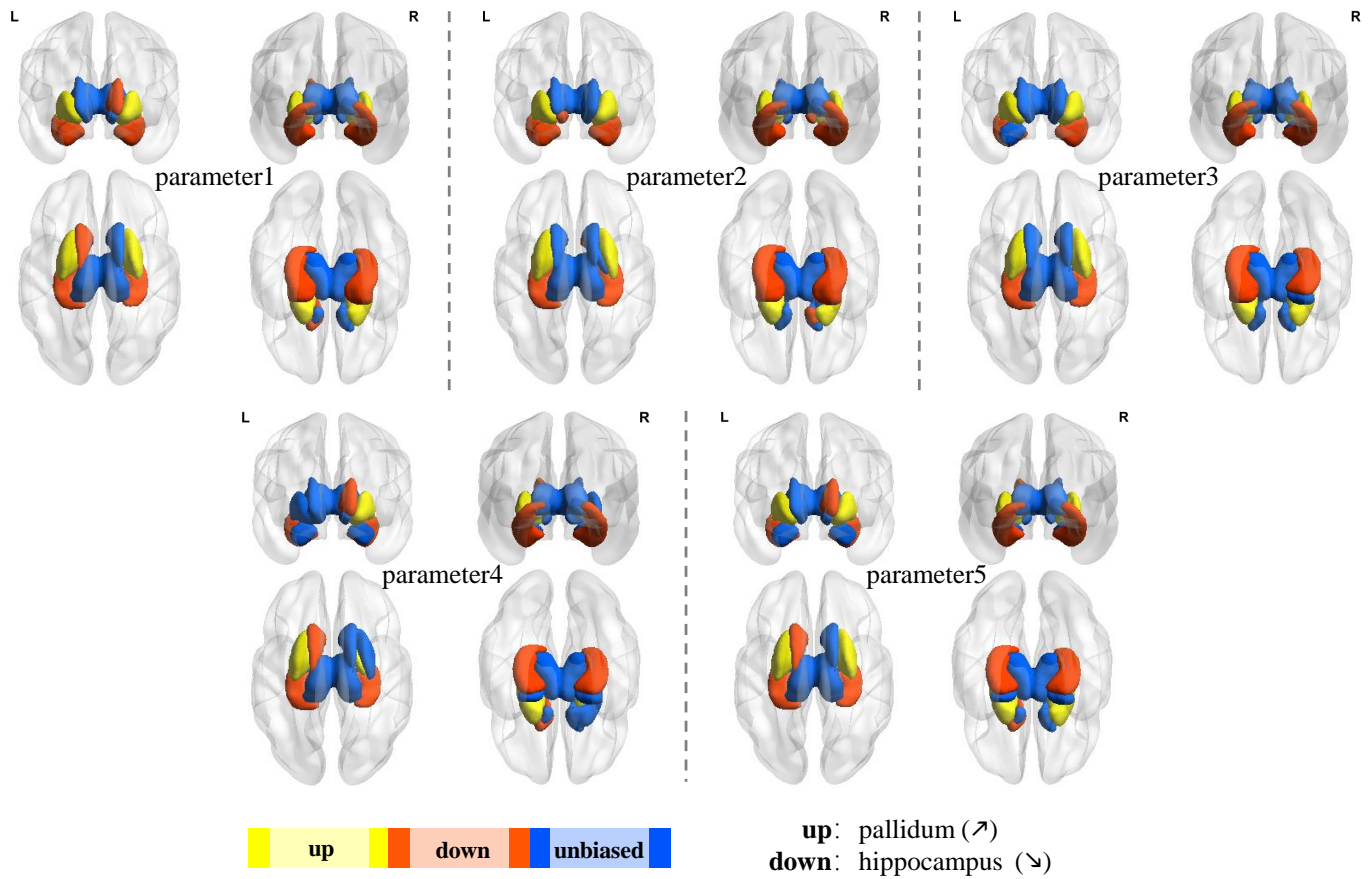 L R L R L R
parameter1 parameter2 parameter3
L R L R
parameter4 parameter5
up down unbiased
up: pallidum (↗)
down: hippocampus (↘)